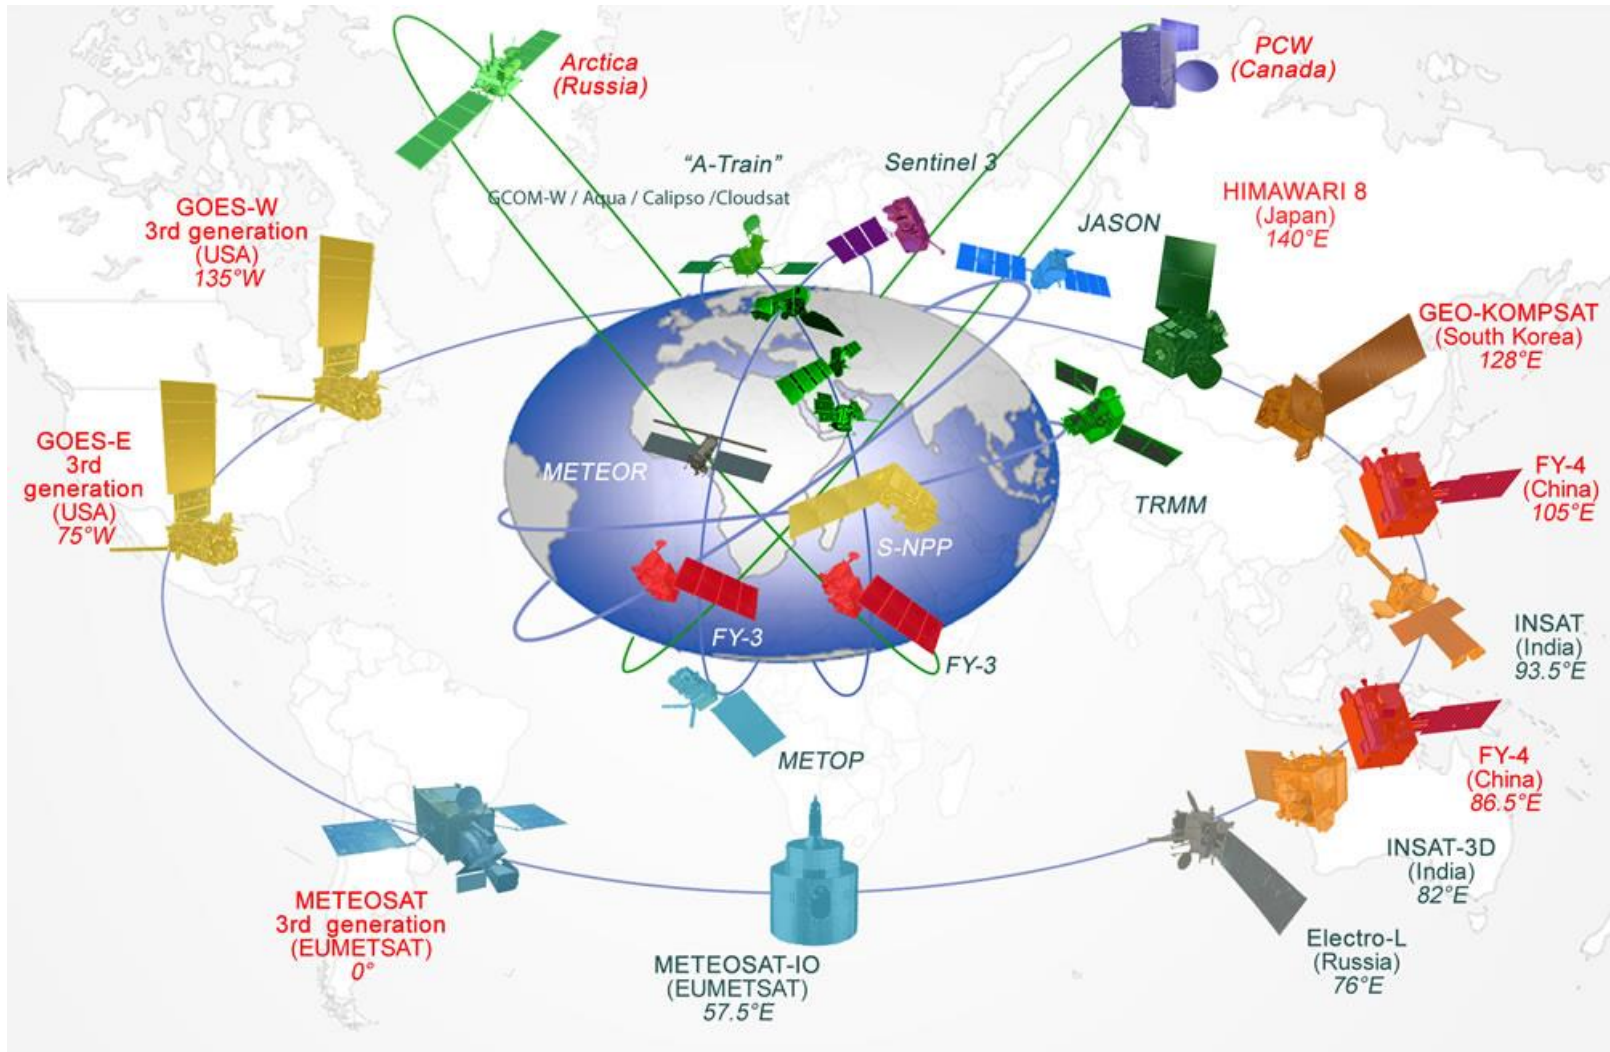 Arctica
(Russia)
PCW
(Canada)
"A-Train"
GCOM-W / Aqua / Calipso /Cloudsat
Sentinel 3
JASON
HIMAWARI 8
(Japan)
140°E
GOES-W
3rd generation
(USA)
135°W
GEO-KOMPSAT
(South Korea)
128°E
GOES-E
3rd
generation
(USA)
75°W
METEOR
TRMM
FY-4
(China)
105°E
S-NPP
FY-3
FY-3
INSAT
(India)
93.5°E
METOP
FY-4
(China)
86.5°E
INSAT-3D
(India)
82°E
METEOSAT
3rd generation
(EUMETSAT)
0°
METEOSAT-IO
(EUMETSAT)
57.5°E
Electro-L
(Russia)
76°E